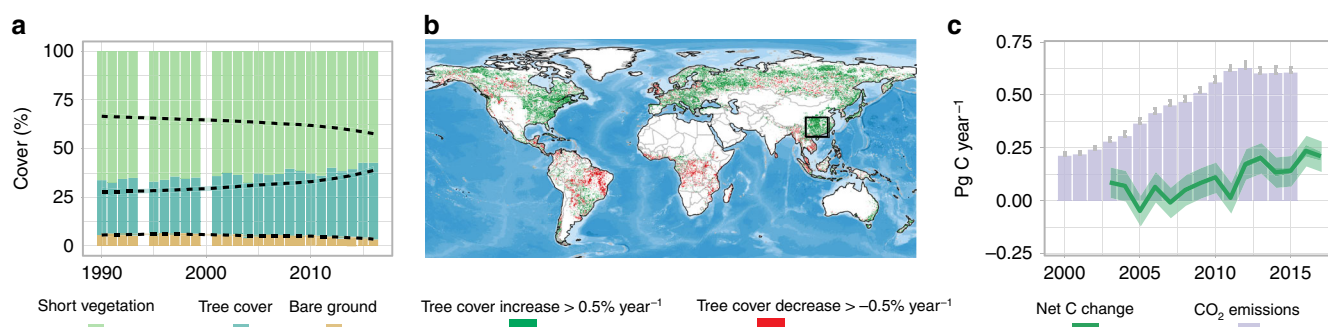 a
100
75
50
25
0
Cover (%)
1990
2000
2010
Short vegetation
Tree cover
Bare ground
b
Tree cover increase > 0.5% year⁻¹
Tree cover decrease > −0.5% year⁻¹
c
0.75
0.50
0.25
0.00
−0.25
Pg C year⁻¹
2000
2005
2010
2015
Net C change
CO₂ emissions